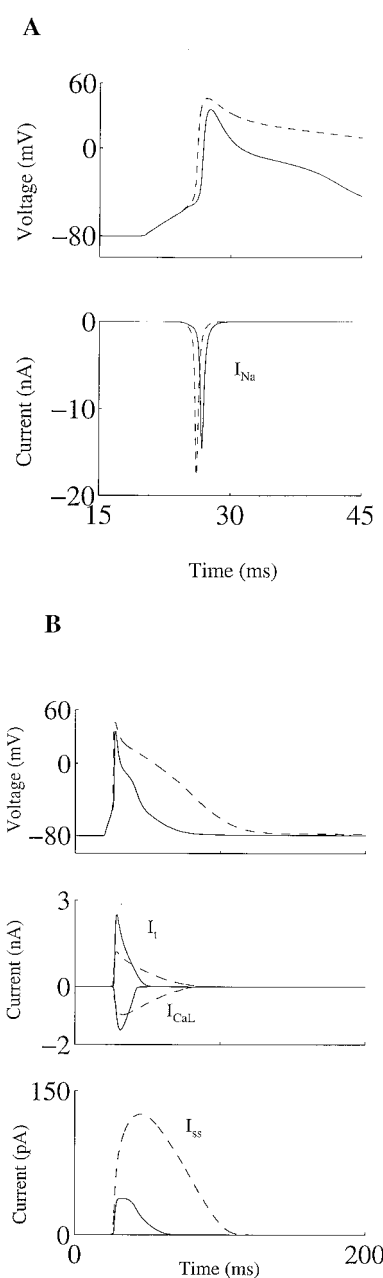 A
60
0
−80
Voltage (mV)
0
−10
−20
Current (nA)
I_Na
15 30 45
Time (ms)
B
60
0
−80
Voltage (mV)
3
0
−2
Current (nA)
I_t
I_CaL
150
0
Current (pA)
I_ss
0 200
Time (ms)